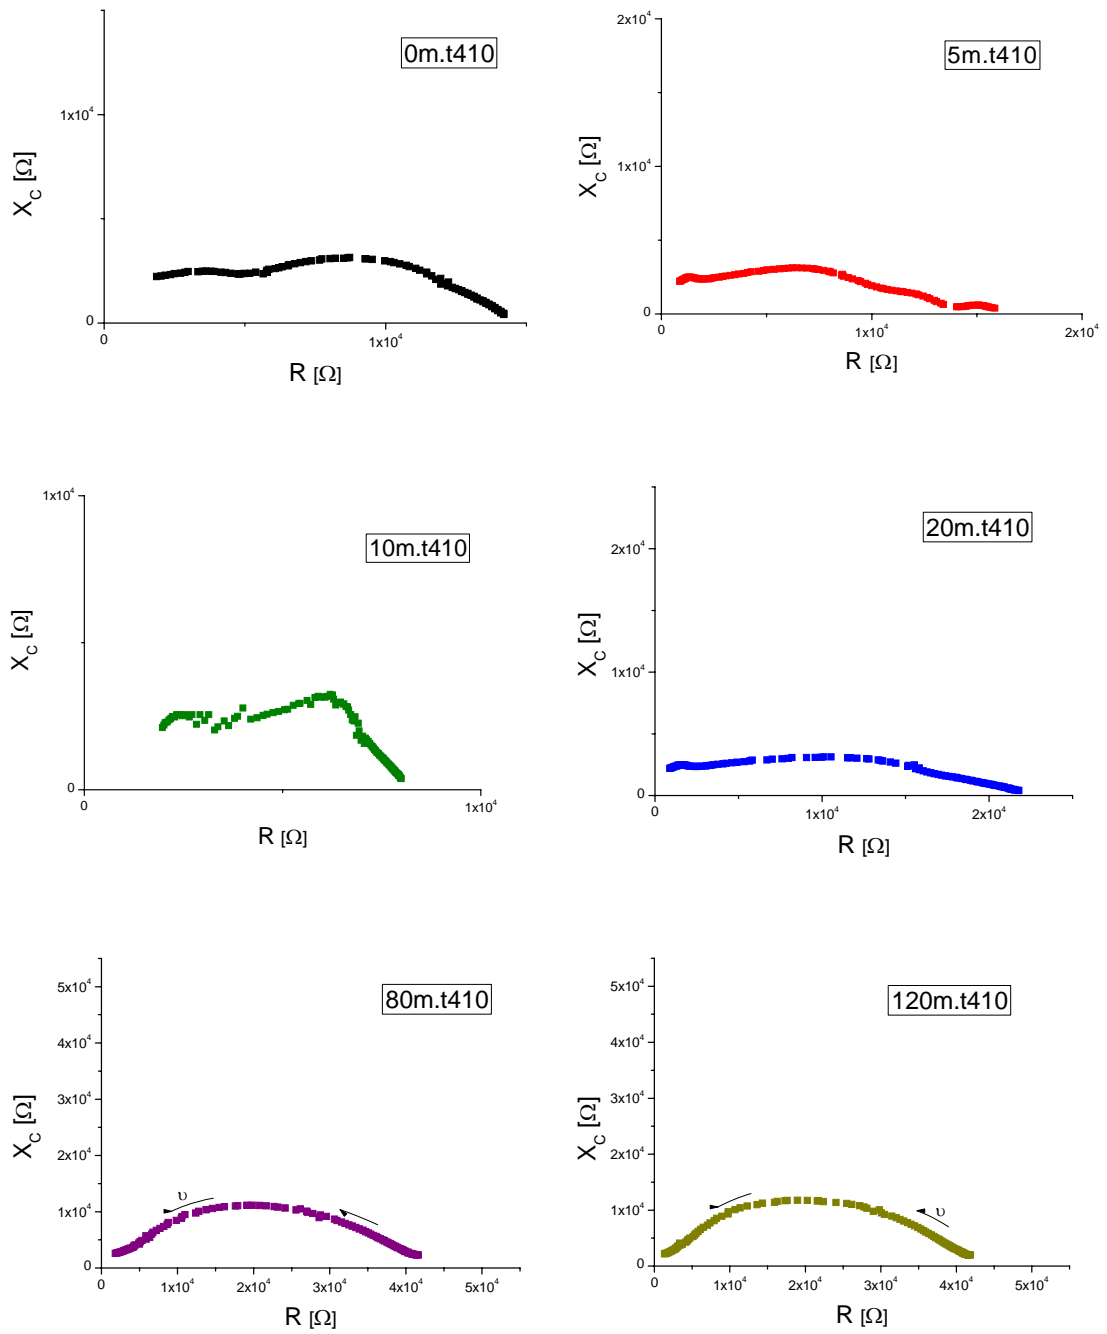 0m.t410
1x10⁴
0
0
1x10⁴
X_C [Ω]
R [Ω]
5m.t410
2x10⁴
1x10⁴
0
0
1x10⁴
2x10⁴
X_C [Ω]
R [Ω]
10m.t410
1x10⁴
0
0
1x10⁴
X_C [Ω]
R [Ω]
20m.t410
2x10⁴
1x10⁴
0
0
1x10⁴
2x10⁴
X_C [Ω]
R [Ω]
80m.t410
5x10⁴
4x10⁴
3x10⁴
2x10⁴
1x10⁴
0
υ
0
1x10⁴
2x10⁴
3x10⁴
4x10⁴
5x10⁴
X_C [Ω]
R [Ω]
120m.t410
5x10⁴
4x10⁴
3x10⁴
2x10⁴
1x10⁴
0
υ
0
1x10⁴
2x10⁴
3x10⁴
4x10⁴
5x10⁴
X_C [Ω]
R [Ω]